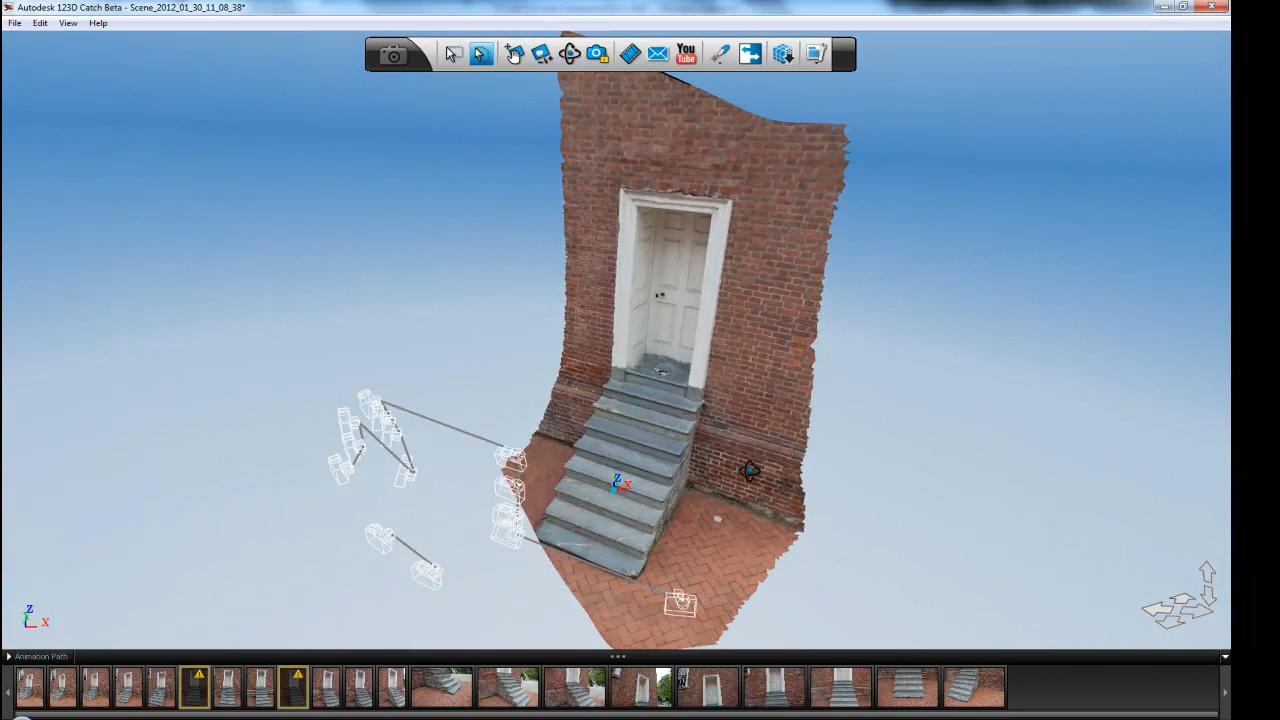 Autodesk 123D Catch Beta - Scene_2012_01_30_11_08_38*
File Edit View Help
You
Tube
Z
X
Z
X
Animation Path